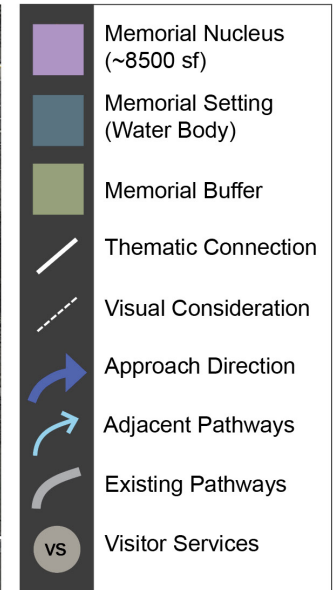 Memorial Nucleus
(~8500 sf)
Memorial Setting
(Water Body)
Memorial Buffer
Thematic Connection
Visual Consideration
Approach Direction
Adjacent Pathways
Existing Pathways
VS Visitor Services